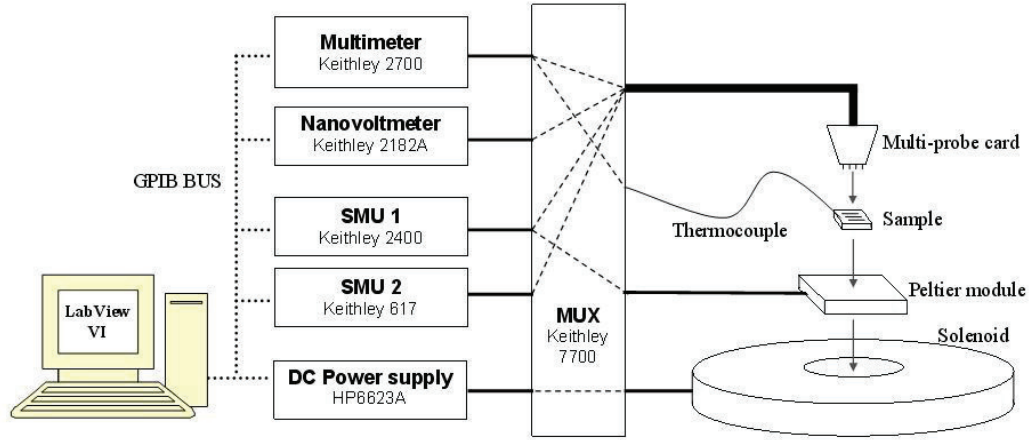 Multimeter
Keithley 2700
Nanovoltmeter
Keithley 2182A
GPIB BUS
SMU 1
Keithley 2400
SMU 2
Keithley 617
DC Power supply
HP6623A
LabView
VI
MUX
Keithley
7700
Multi-probe card
Sample
Thermocouple
Peltier module
Solenoid